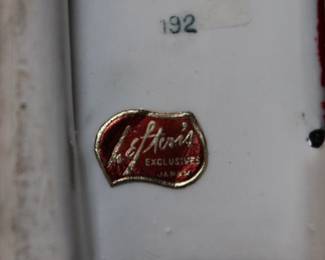 192
Lefton's
EXCLUSIVES
JAPAN